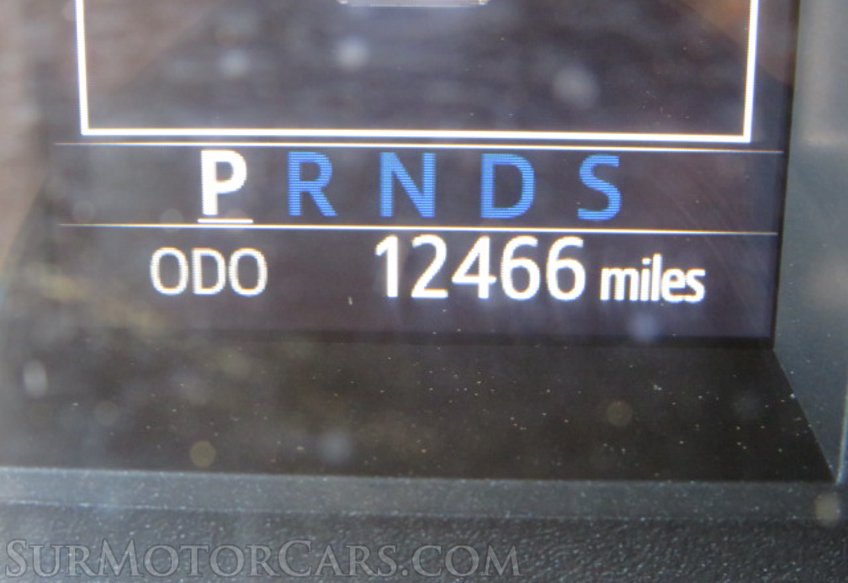 P R N D S
ODO 12466 miles
SURMOTORCARS.COM